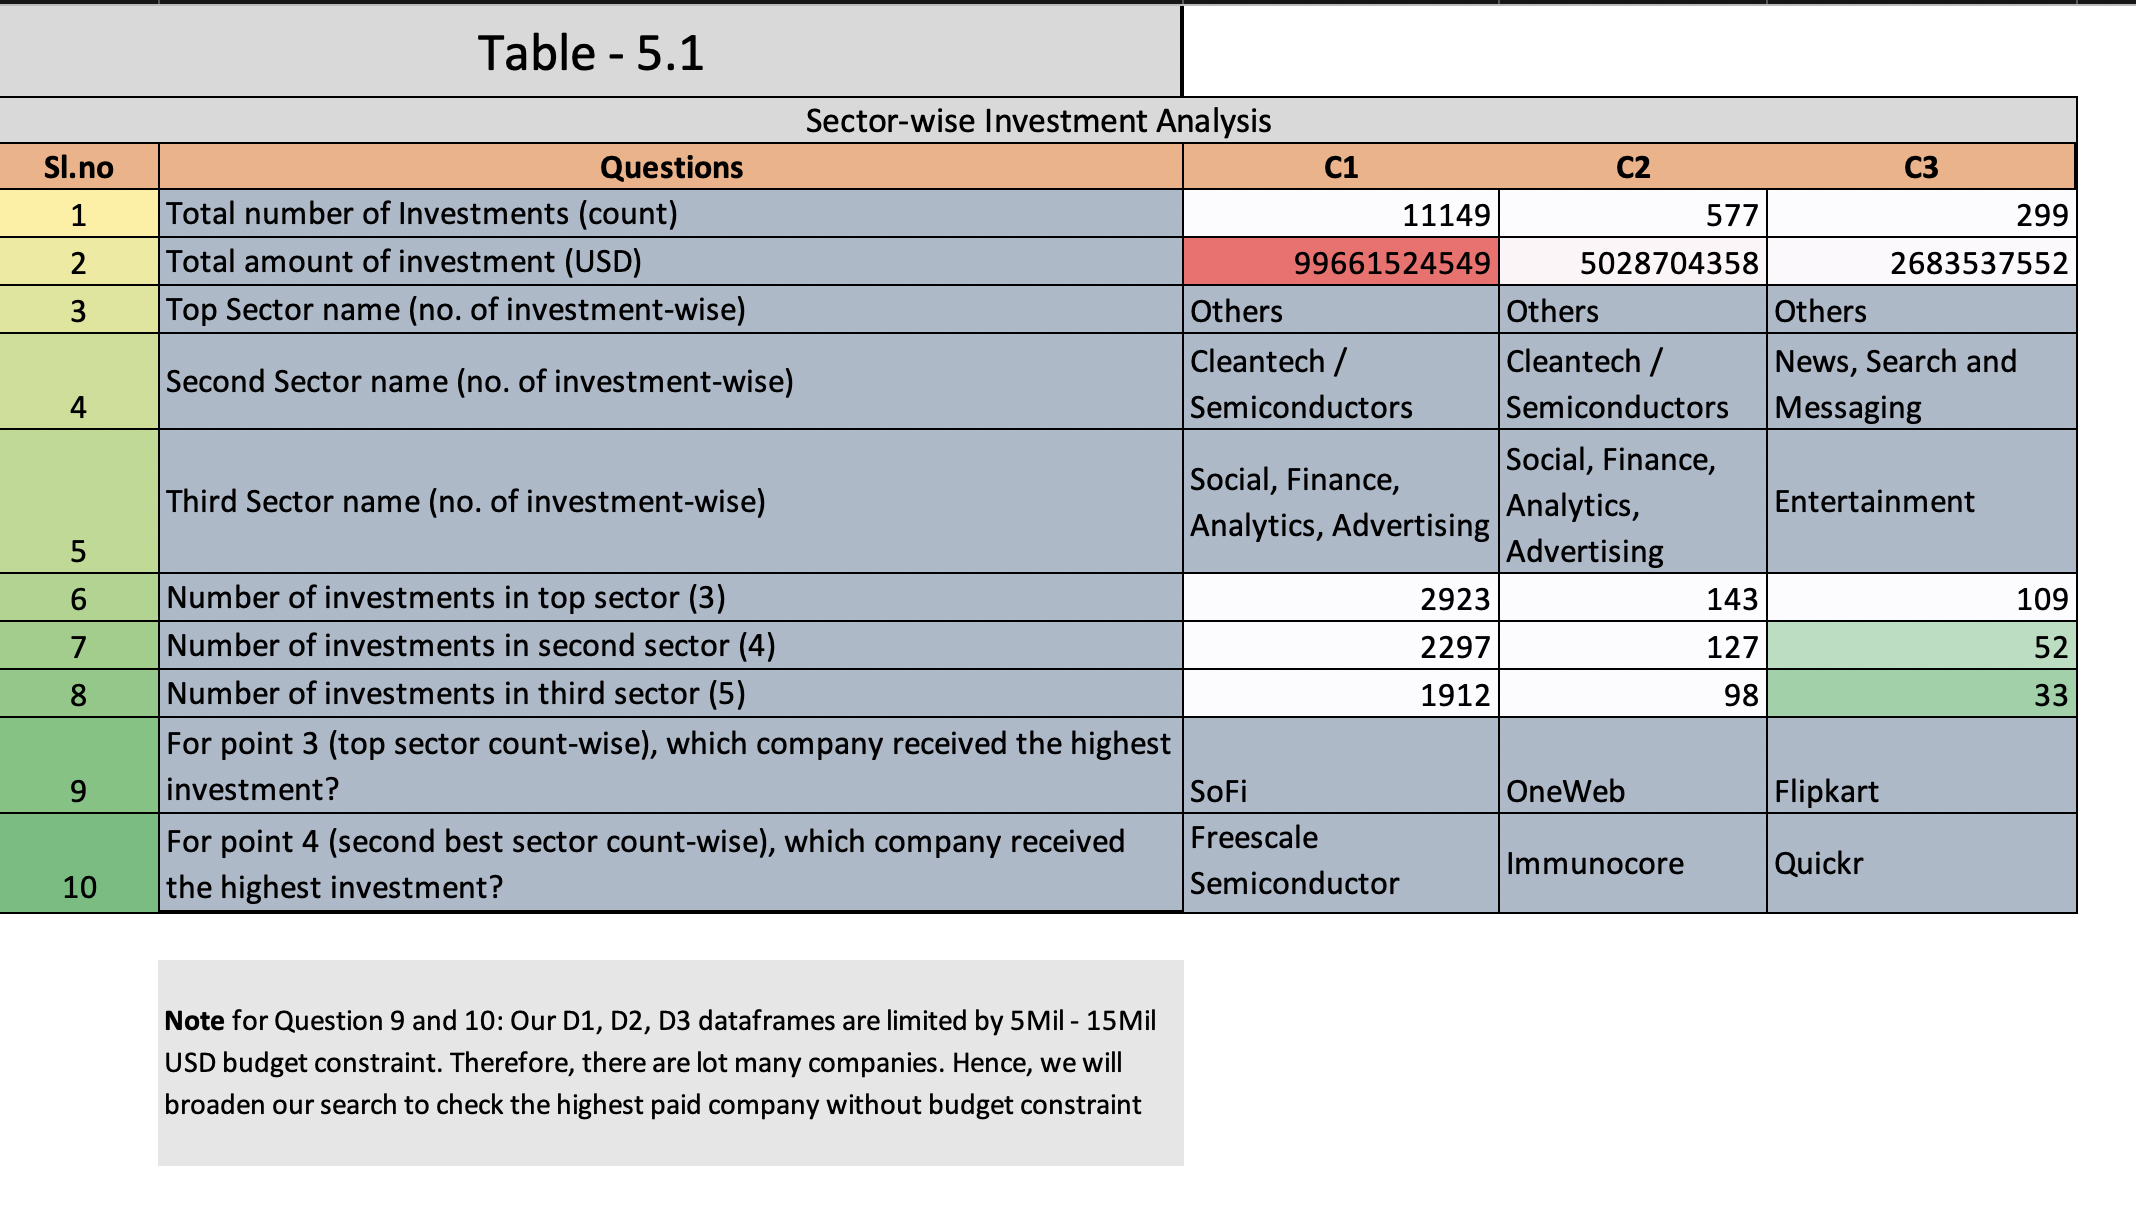 Table - 5.1
Sector-wise Investment Analysis
Sl.no Questions C1 C2 C3
1 Total number of Investments (count) 11149 577 299
2 Total amount of investment (USD) 99661524549 5028704358 2683537552
3 Top Sector name (no. of investment-wise) Others Others Others
4 Second Sector name (no. of investment-wise) Cleantech / Semiconductors Cleantech / Semiconductors News, Search and Messaging
5 Third Sector name (no. of investment-wise) Social, Finance, Analytics, Advertising Social, Finance, Analytics, Advertising Entertainment
6 Number of investments in top sector (3) 2923 143 109
7 Number of investments in second sector (4) 2297 127 52
8 Number of investments in third sector (5) 1912 98 33
9 For point 3 (top sector count-wise), which company received the highest investment? SoFi OneWeb Flipkart
10 For point 4 (second best sector count-wise), which company received the highest investment? Freescale Semiconductor Immunocore Quickr
Note for Question 9 and 10: Our D1, D2, D3 dataframes are limited by 5Mil - 15Mil
USD budget constraint. Therefore, there are lot many companies. Hence, we will
broaden our search to check the highest paid company without budget constraint